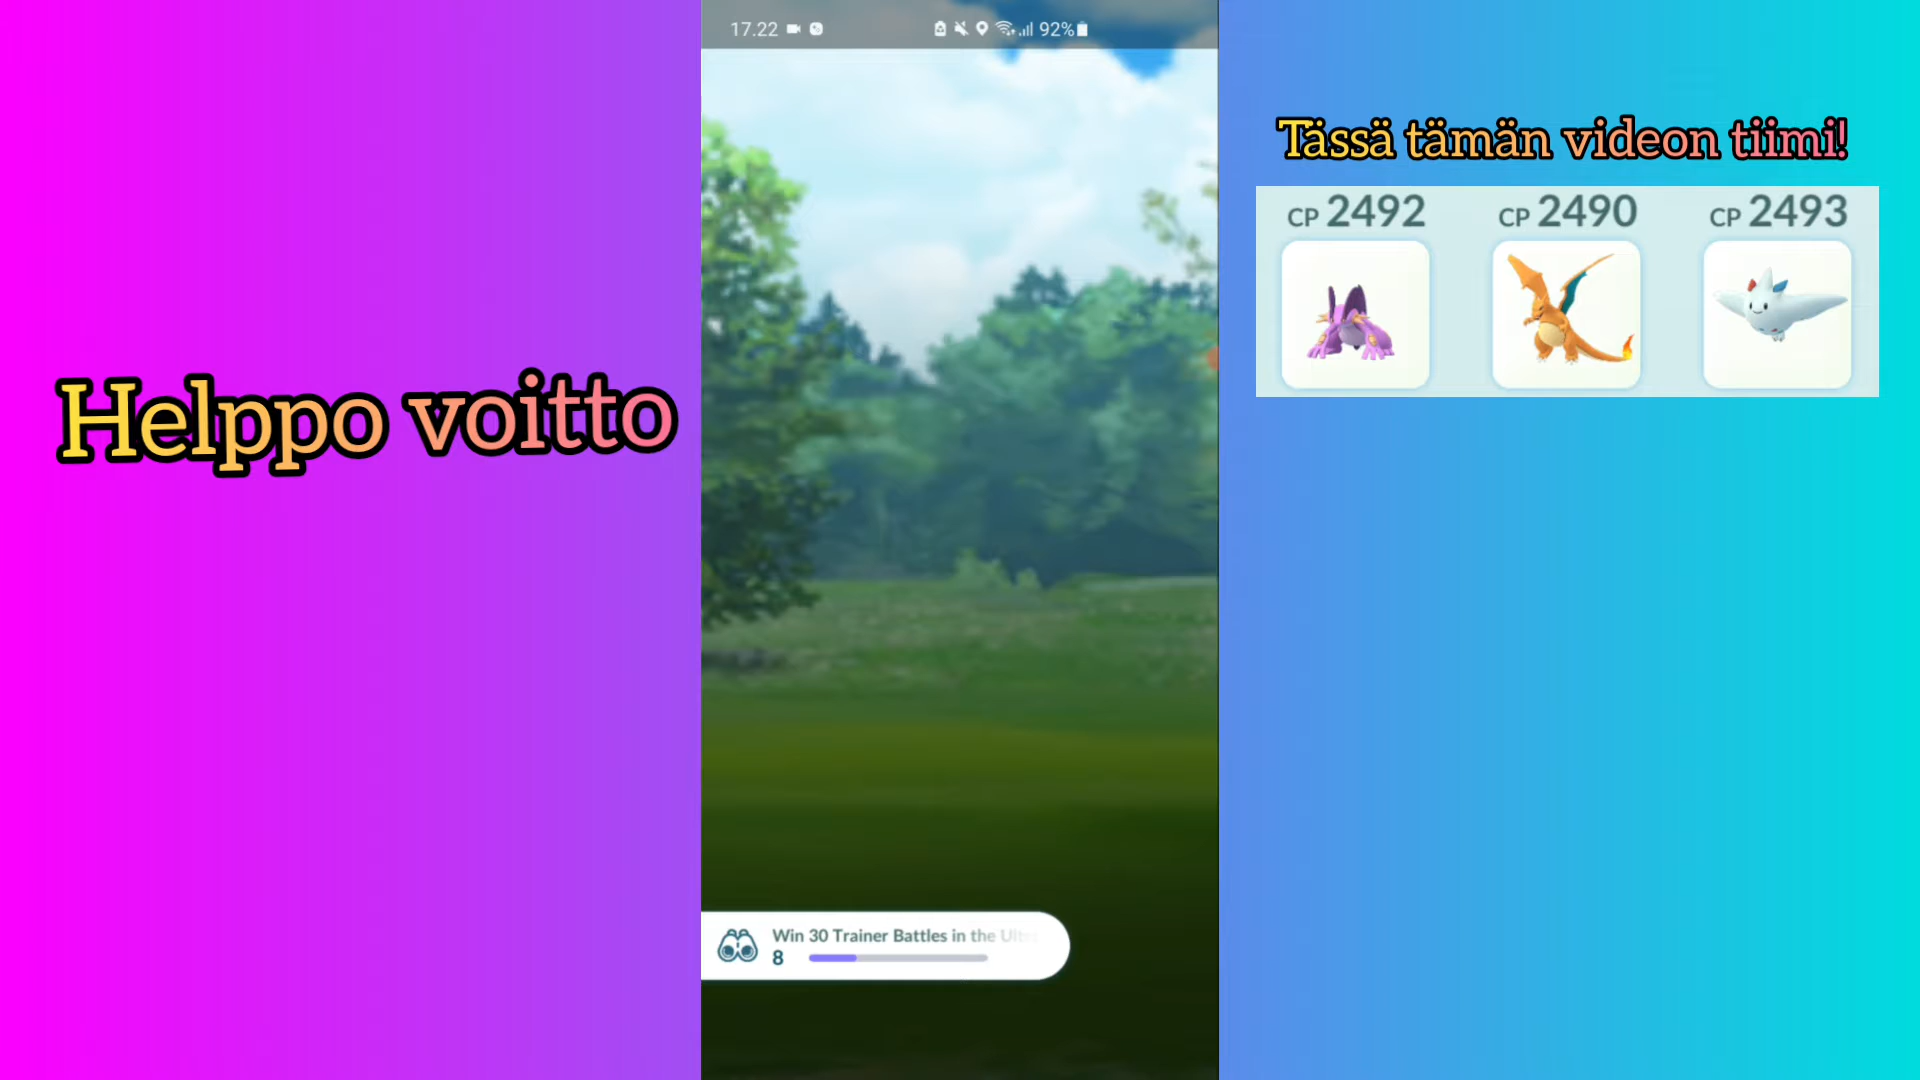 17.22
92%
Helppo voitto
Tässä tämän videon tiimi!
CP 2492
CP 2490
CP 2493
Win 30 Trainer Battles in the Ultr
8